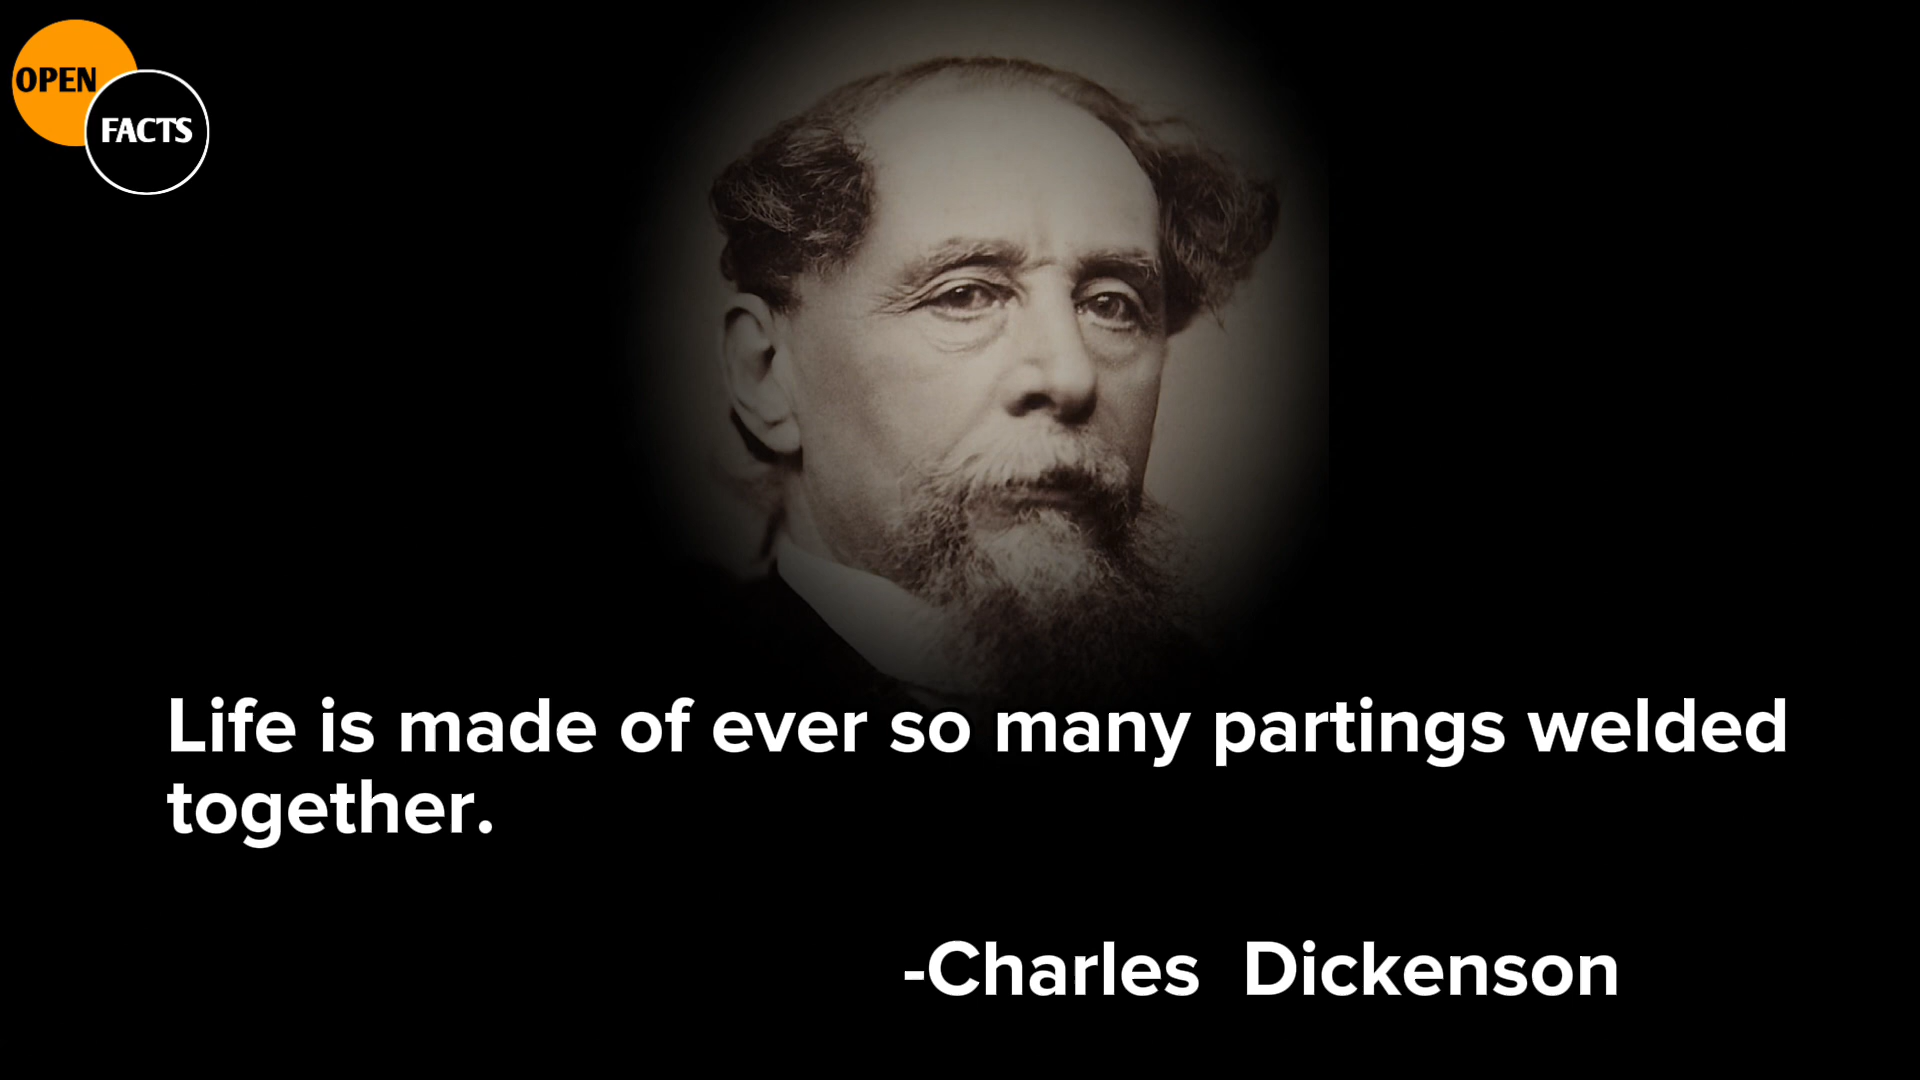 OPEN
FACTS
Life is made of ever so many partings welded
together.
-Charles Dickenson